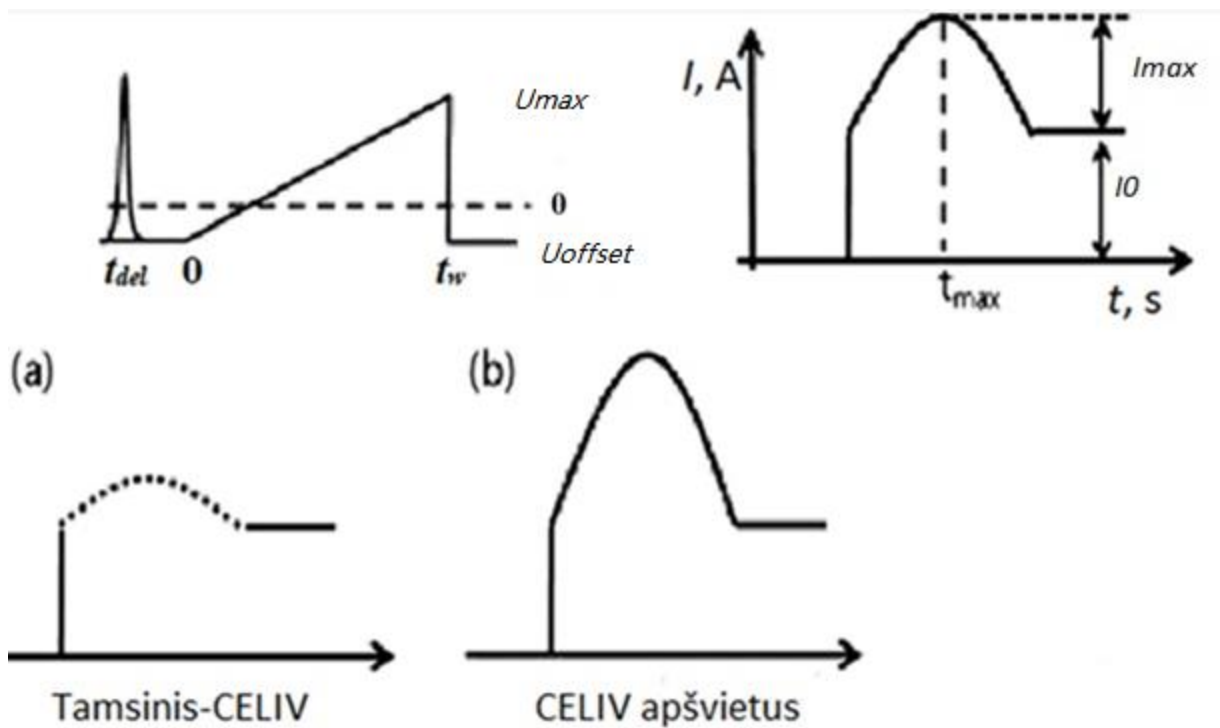 Umax
0
Uoffset
tdel 0 tw
I, A
Imax
I0
tmax
t, s
(a)
(b)
Tamsinis-CELIV
CELIV apšvietus